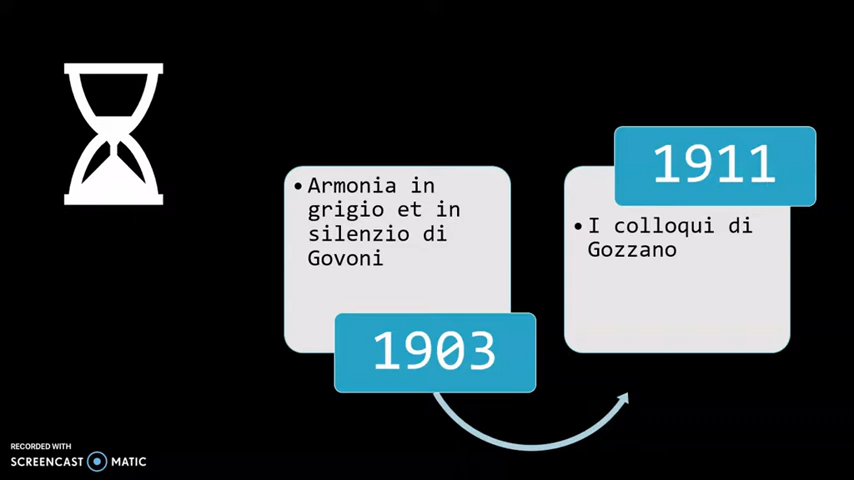 • Armonia in
grigio et in
silenzio di
Govoni
1903
1911
• I colloqui di
Gozzano
RECORDED WITH
SCREENCAST MATIC